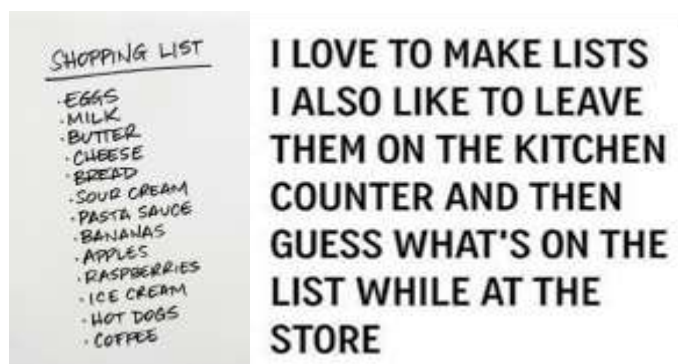 SHOPPING LIST
·EGGS
·MILK
·BUTTER
·CHEESE
·BREAD
·SOUR CREAM
·PASTA SAUCE
·BANANAS
·APPLES
·RASPBERRIES
·ICE CREAM
·HOT DOGS
·COFFEE
I LOVE TO MAKE LISTS
I ALSO LIKE TO LEAVE
THEM ON THE KITCHEN
COUNTER AND THEN
GUESS WHAT'S ON THE
LIST WHILE AT THE
STORE